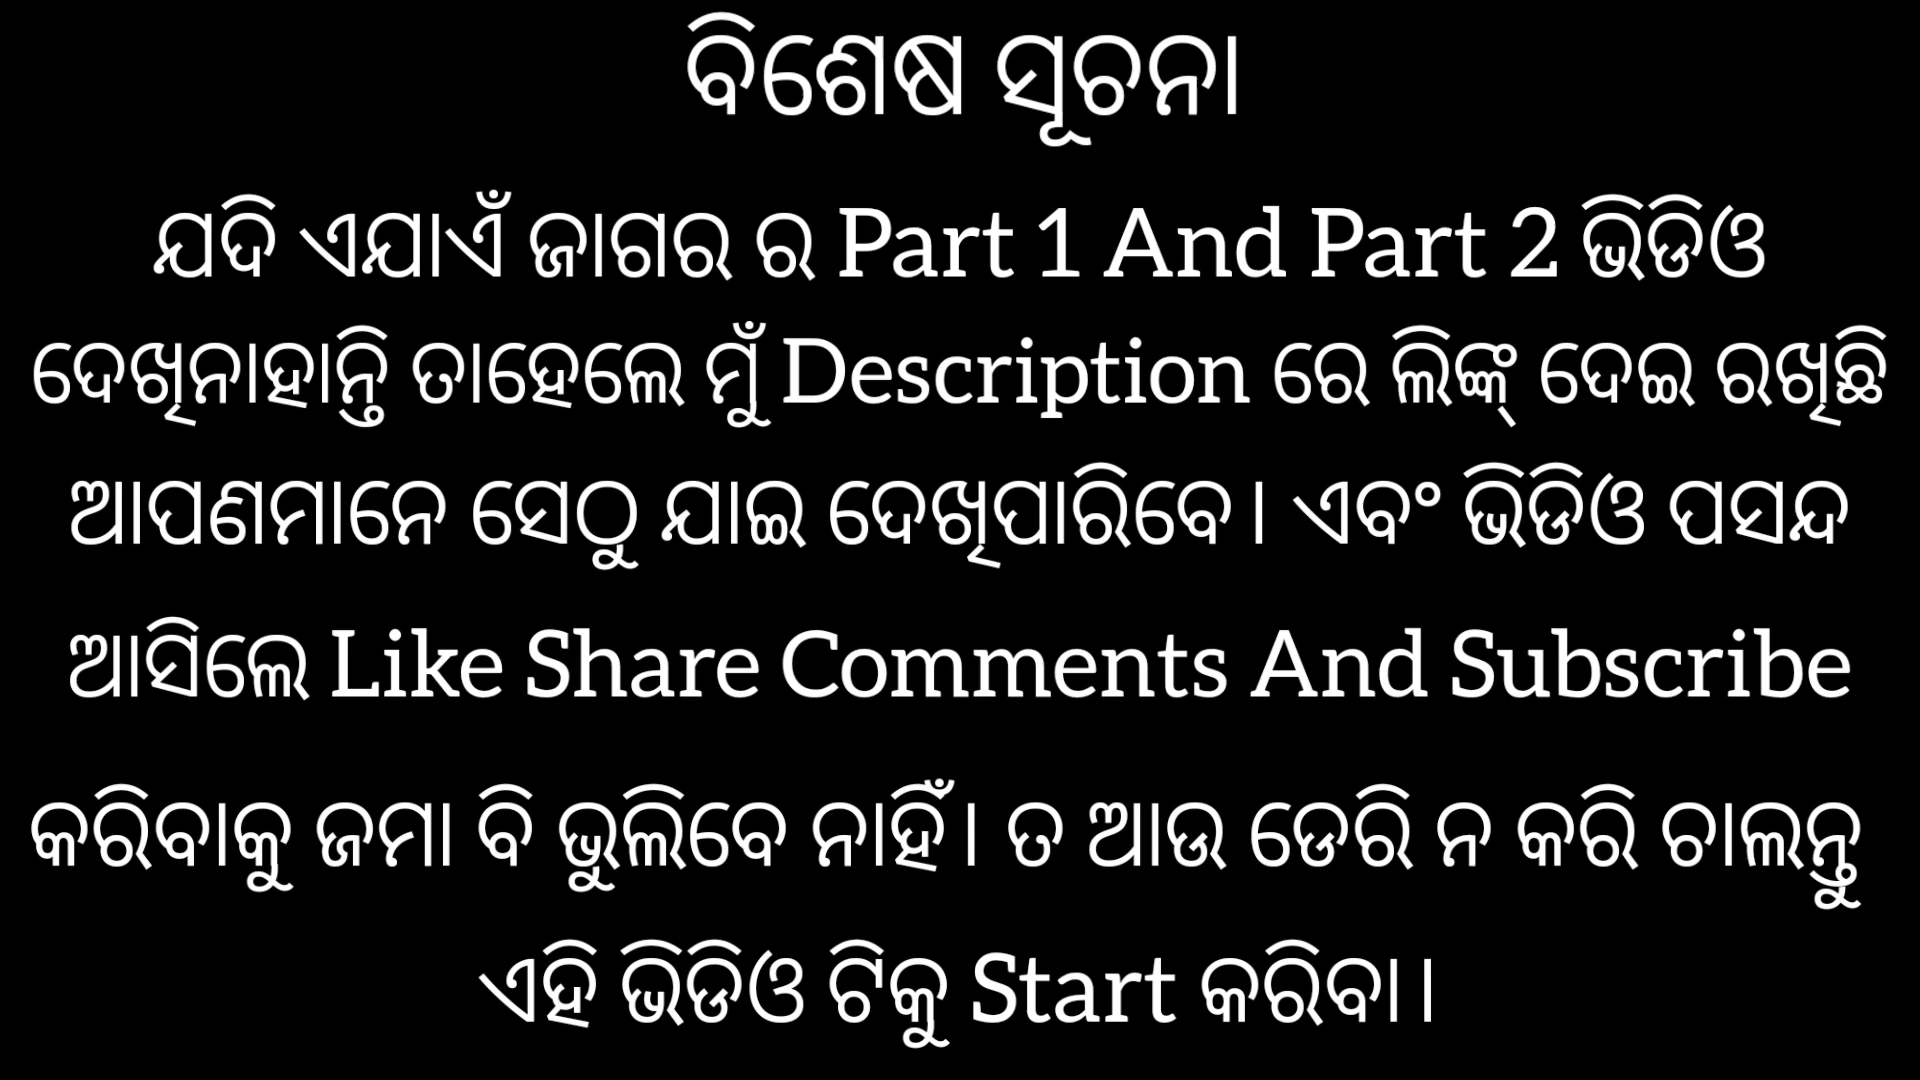 ବିଶେଷ ସୂଚନା
ଯଦି ଏଯାଏଁ ଜାଗର ର Part 1 And Part 2 ଭିଡିଓ
ଦେଖିନାହାନ୍ତି ତାହେଲେ ମୁଁ Description ରେ ଲିଙ୍କ୍ ଦେଇ ରଖିଛି
ଆପଣମାନେ ସେଠୁ ଯାଇ ଦେଖିପାରିବେ। ଏବଂ ଭିଡିଓ ପସନ୍ଦ
ଆସିଲେ Like Share Comments And Subscribe
କରିବାକୁ ଜମା ବି ଭୁଲିବେ ନାହିଁ। ତ ଆଉ ଡେରି ନ କରି ଚାଲନ୍ତୁ
ଏହି ଭିଡିଓ ଟିକୁ Start କରିବା।